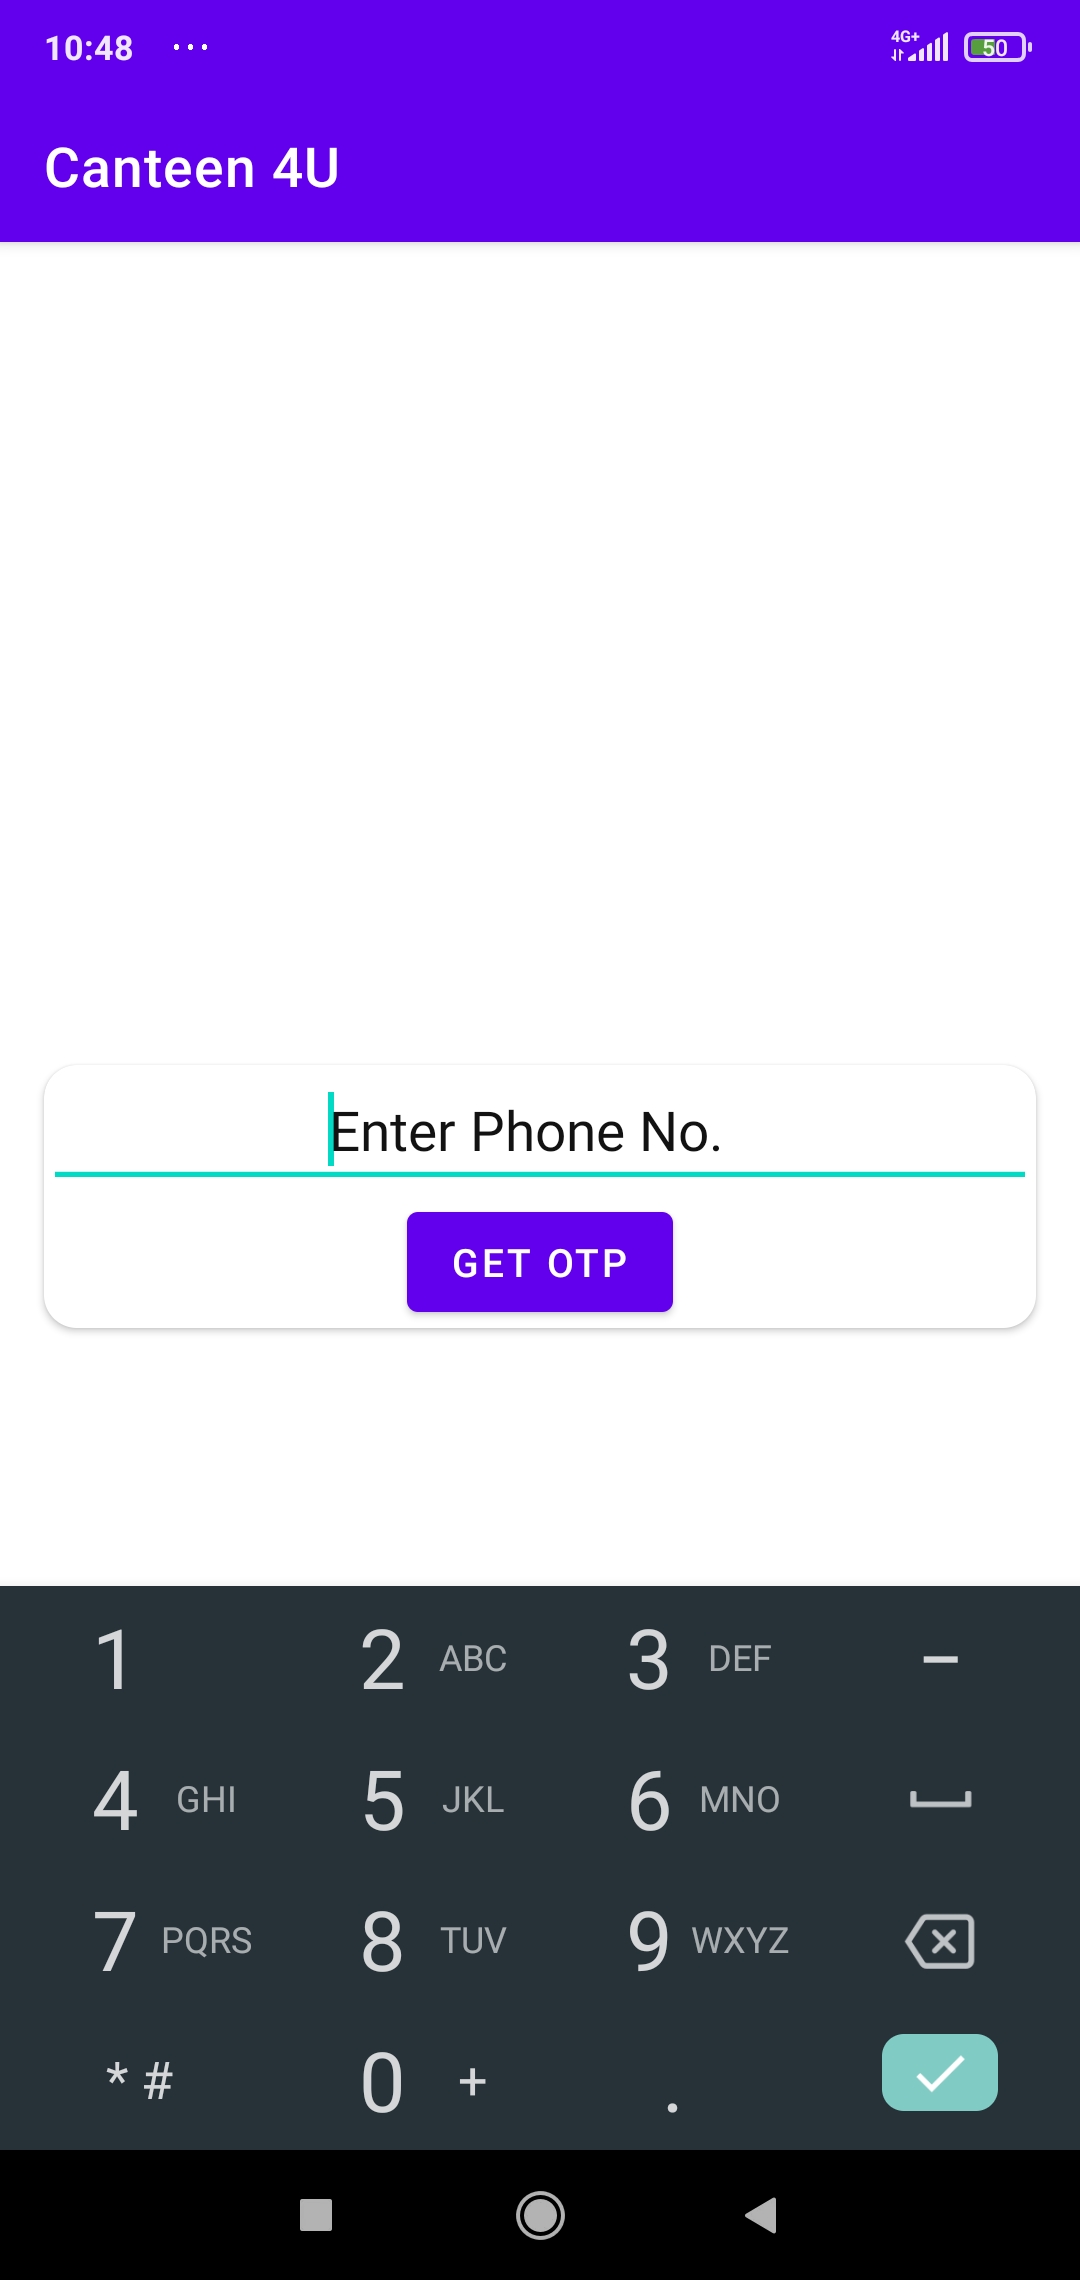 10:48 ... 4G+ 50
Canteen 4U
Enter Phone No.
GET OTP
1 2 ABC 3 DEF –
4 GHI 5 JKL 6 MNO
7 PQRS 8 TUV 9 WXYZ
* # 0 + .